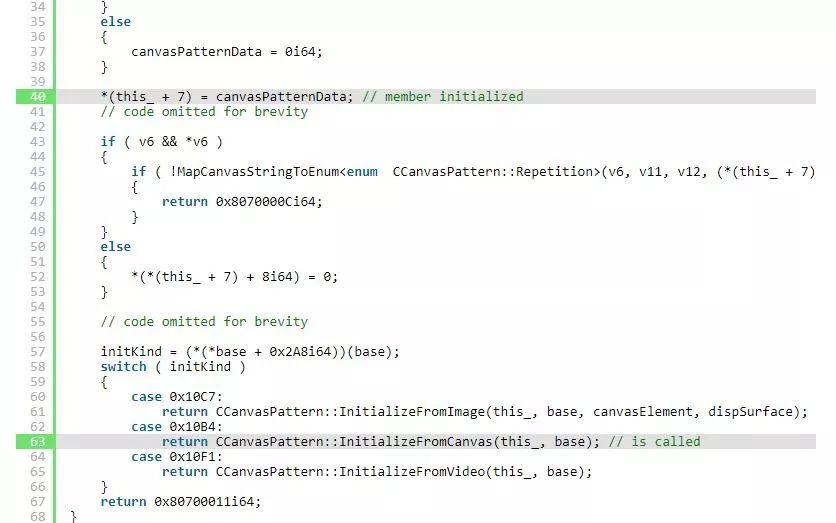 34 }
35 else
36 {
37 canvasPatternData = 0i64;
38 }
39
40 *(this_ + 7) = canvasPatternData; // member initialized
41 // code omitted for brevity
42
43 if ( v6 && *v6 )
44 {
45 if ( !MapCanvasStringToEnum<enum CCanvasPattern::Repetition>(v6, v11, v12, (*(this_ + 7)
46 {
47 return 0x8070000Ci64;
48 }
49 }
50 else
51 {
52 *(*(this_ + 7) + 8i64) = 0;
53 }
54
55 // code omitted for brevity
56
57 initKind = (*(*base + 0x2A8i64))(base);
58 switch ( initKind )
59 {
60 case 0x10C7:
61 return CCanvasPattern::InitializeFromImage(this_, base, canvasElement, dispSurface);
62 case 0x10B4:
63 return CCanvasPattern::InitializeFromCanvas(this_, base); // is called
64 case 0x10F1:
65 return CCanvasPattern::InitializeFromVideo(this_, base);
66 }
67 return 0x80700011i64;
68 }